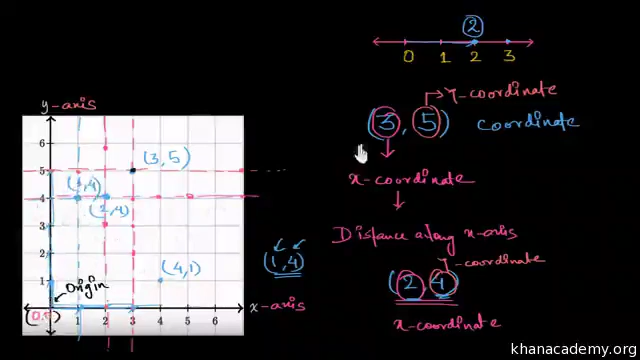 2
0 1 2 3
y-axis
Y-coordinate
(3, 5) coordinate
6
5
(3, 5)
x-coordinate
4
(1, 4)
(2, 4)
3
Distance along x-axis
2
(1, 4)
y-coordinate
(2, 4)
1
origin
(4, 1)
(0,0)
1 2 3 4 5 6
x-axis
x-coordinate
khanacademy.org